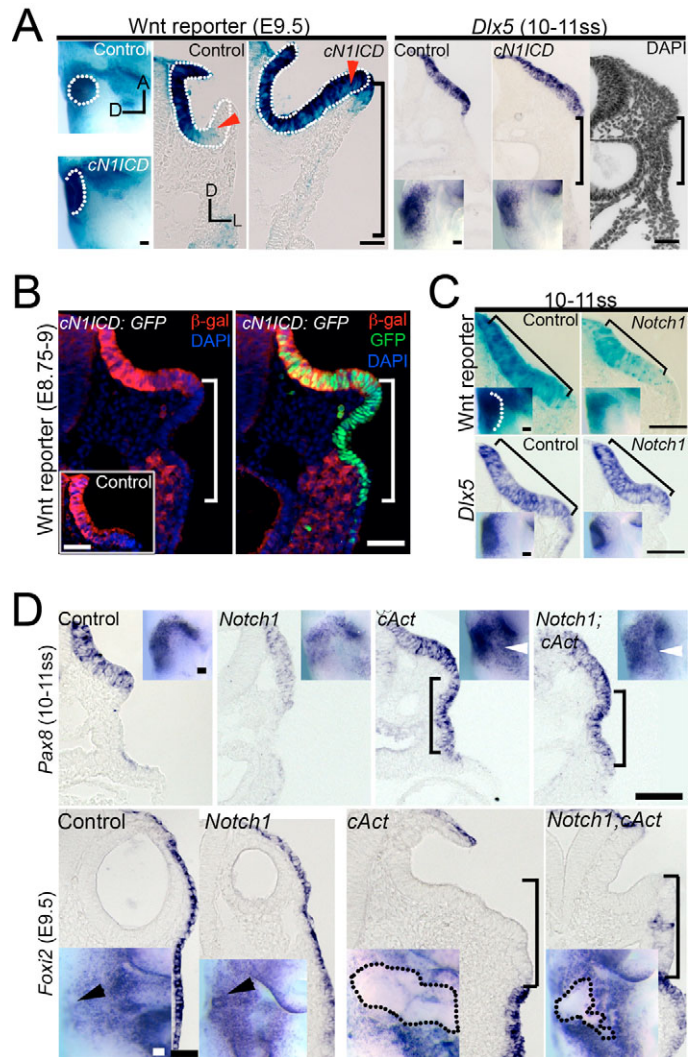 A
Wnt reporter (E9.5)
Dlx5 (10-11ss)
Control
Control
cN1ICD
Control
cN1ICD
DAPI
A
D
cN1ICD
D
L
B
cN1ICD: GFP
β-gal
DAPI
cN1ICD: GFP
β-gal
GFP
DAPI
Wnt reporter (E8.75-9)
Control
C
10-11ss
Control
Notch1
Wnt reporter
Control
Notch1
Dlx5
D
Control
Notch1
cAct
Notch1;
cAct
Pax8 (10-11ss)
Control
Notch1
cAct
Notch1;cAct
Foxi2 (E9.5)